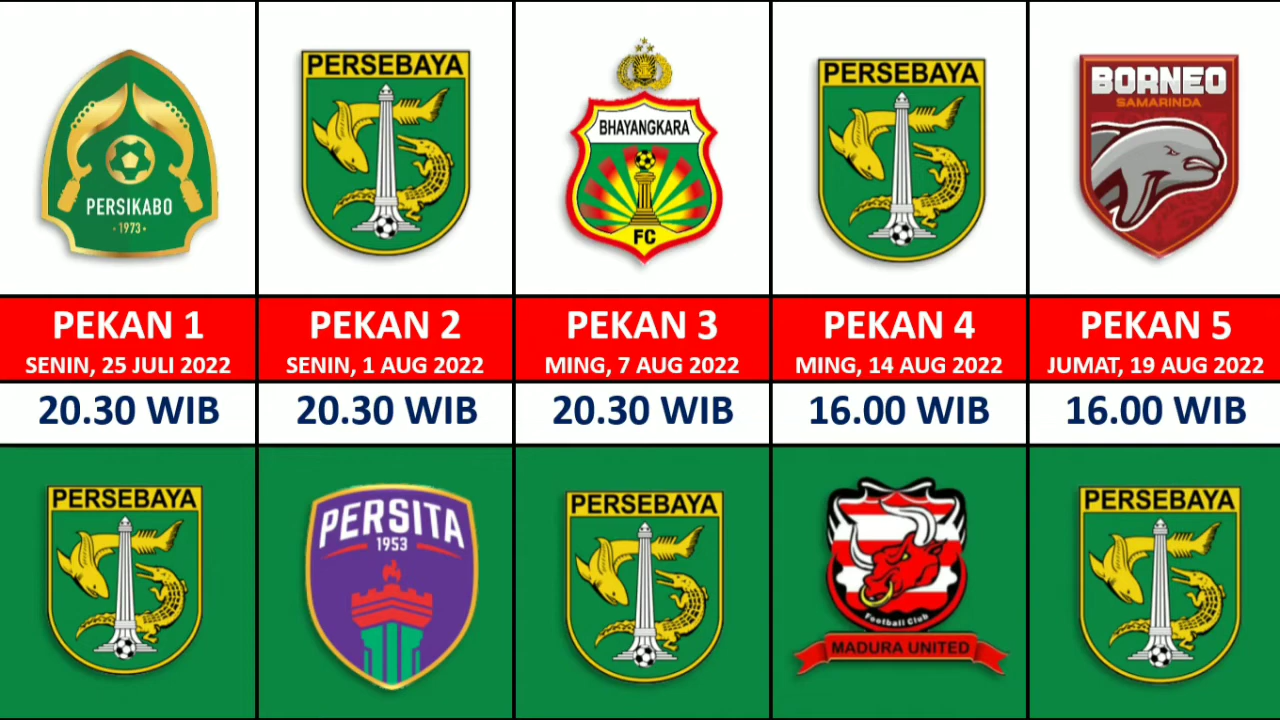 PERSIKABO
·1973·
PEKAN 1
SENIN, 25 JULI 2022
20.30 WIB
PERSEBAYA
PERSEBAYA
PEKAN 2
SENIN, 1 AUG 2022
20.30 WIB
PERSITA
1953
BHAYANGKARA
FC
PEKAN 3
MING, 7 AUG 2022
20.30 WIB
PERSEBAYA
PERSEBAYA
PEKAN 4
MING, 14 AUG 2022
16.00 WIB
Football Club
MADURA UNITED
BORNEO
SAMARINDA
PEKAN 5
JUMAT, 19 AUG 2022
16.00 WIB
PERSEBAYA